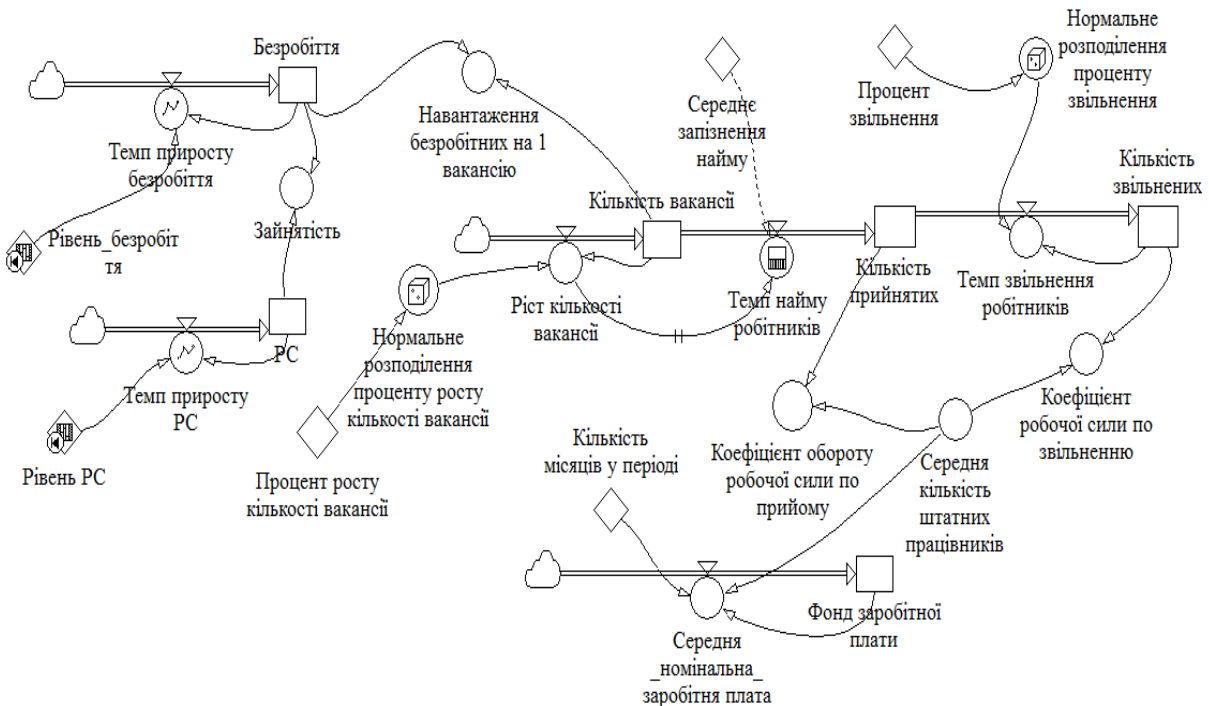 Безробіття
Темп приросту
безробіття
Рівень_безробіт
тя
Зайнятість
РС
Темп приросту
РС
Рівень РС
Навантаження
безробітних на 1
вакансію
Середнє
запізнення
найму
Процент
звільнення
Нормальне
розподілення
проценту
звільнення
Кількість вакансії
Ріст кількості
вакансії
Темп найму
робітників
Кількість
прийнятих
Темп звільнення
робітників
Кількість
звільнених
Нормальне
розподілення
проценту росту
кількості вакансії
Процент росту
кількості вакансії
Кількість
місяців у періоді
Коефіцієнт обороту
робочої сили по
прийому
Середня
кількість
штатних
працівників
Коефіцієнт
робочої сили по
звільненню
Середня
_номінальна_
заробітня плата
Фонд заробітної
плати